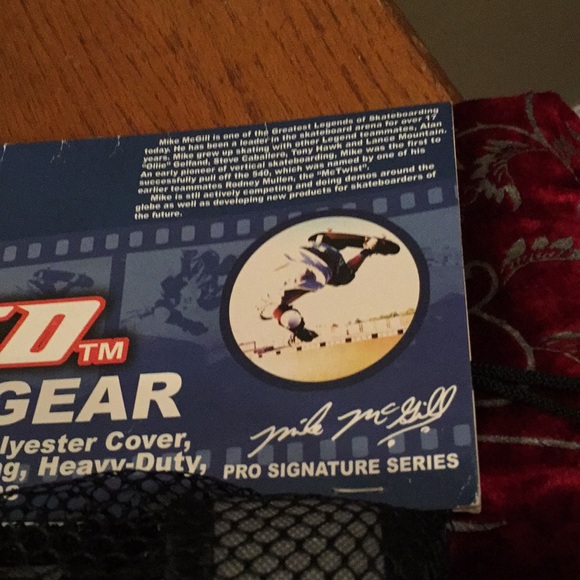 Mike McGill is one of the Greatest Legends of Skateboarding
today. He has been a leader in the skateboard arena for over 17
years. Mike grew up skating with other Legend teammates, Alan
"Ollie" Gelfand, Steve Caballero, Tony Hawk and Lance Mountain.
An early pioneer of vertical skateboarding, Mike was the first to
successfully pull off the 540, which was named by one of his
earlier teammates Rodney Mullen, the "McTwist".
Mike is still actively competing and doing demos around the
globe as well as developing new products for skateboarders of
the future.
D TM
GEAR
lyester Cover,
ng, Heavy-Duty,
Mike McGill
PRO SIGNATURE SERIES